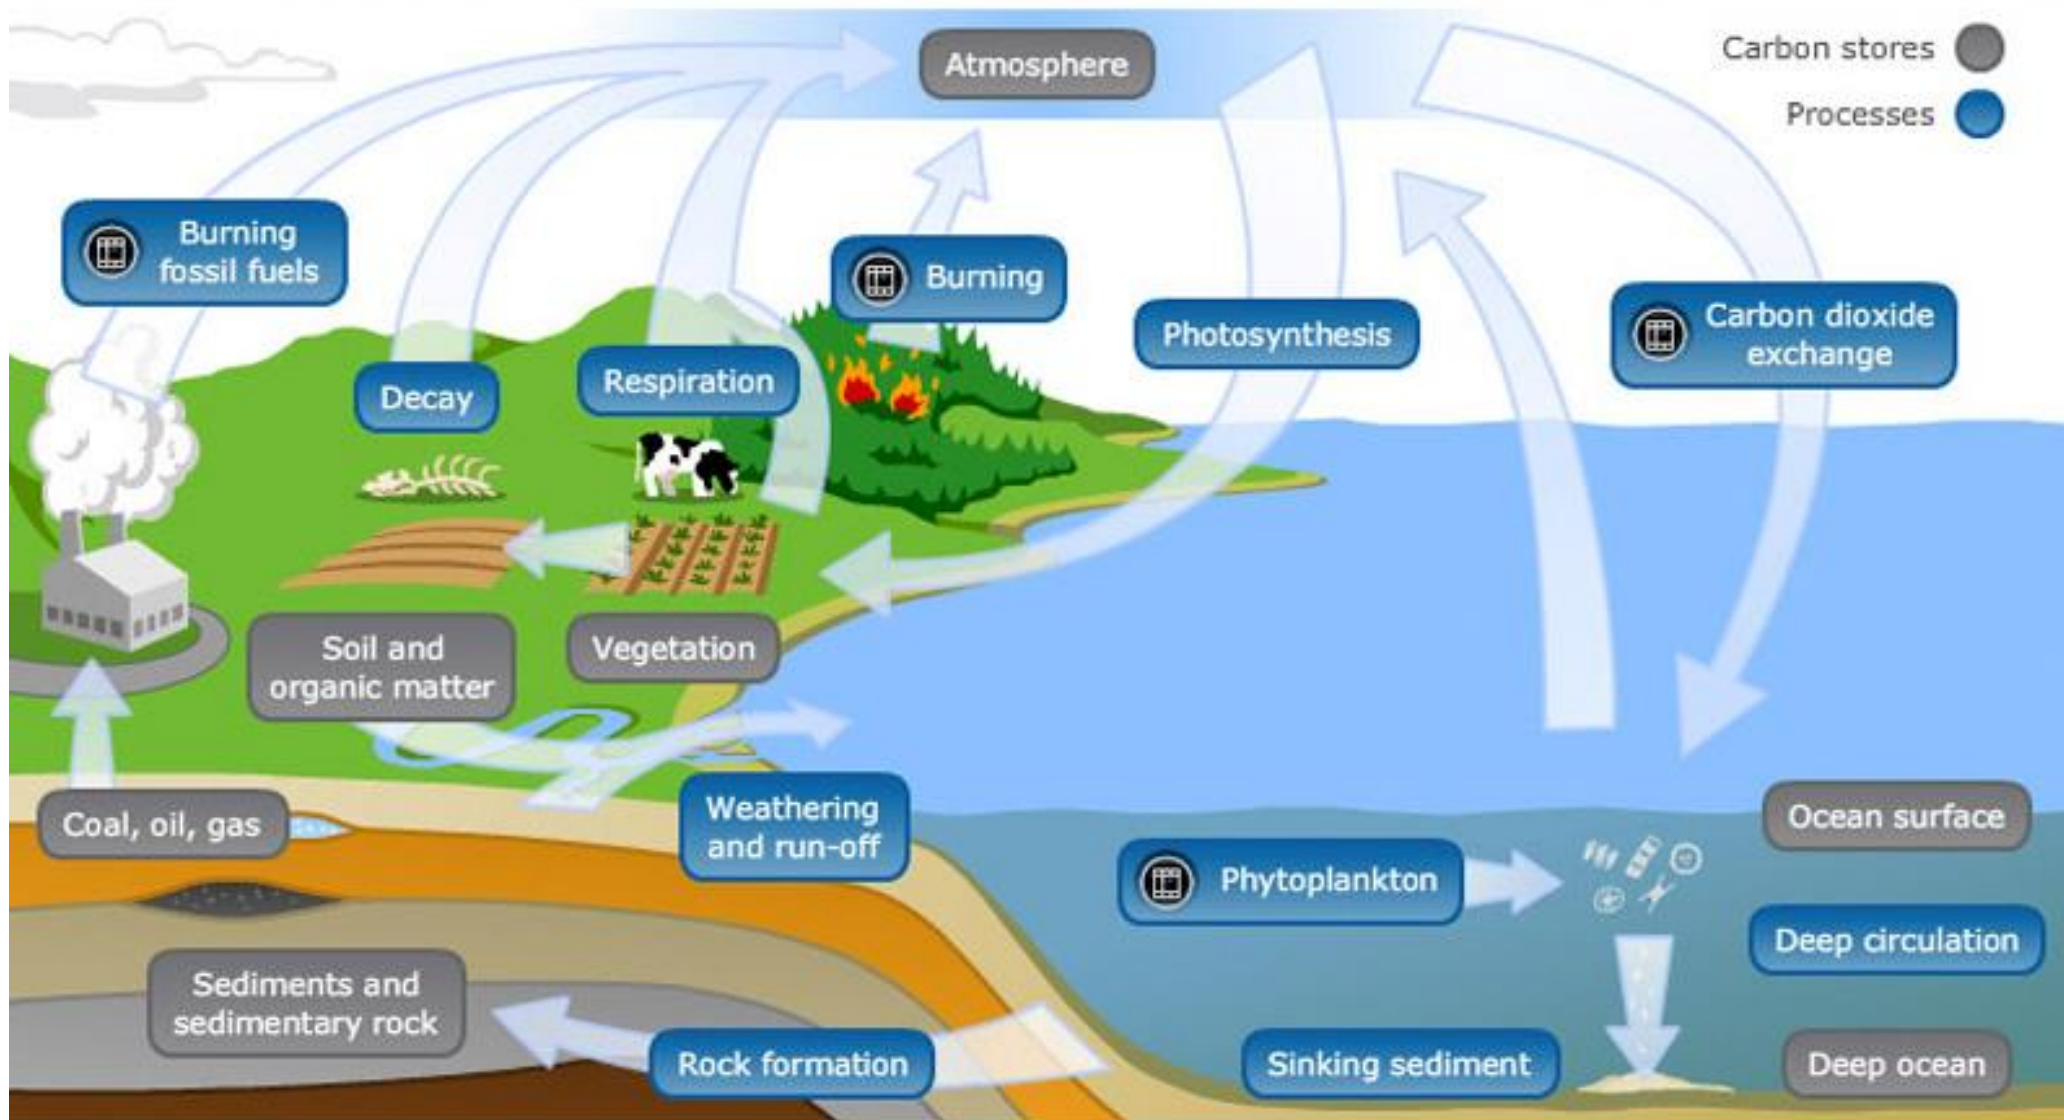 Atmosphere
Carbon stores
Processes
Burning
fossil fuels
Burning
Photosynthesis
Carbon dioxide
exchange
Decay
Respiration
Soil and
organic matter
Vegetation
Coal, oil, gas
Weathering
and run-off
Ocean surface
Phytoplankton
Deep circulation
Sediments and
sedimentary rock
Rock formation
Sinking sediment
Deep ocean